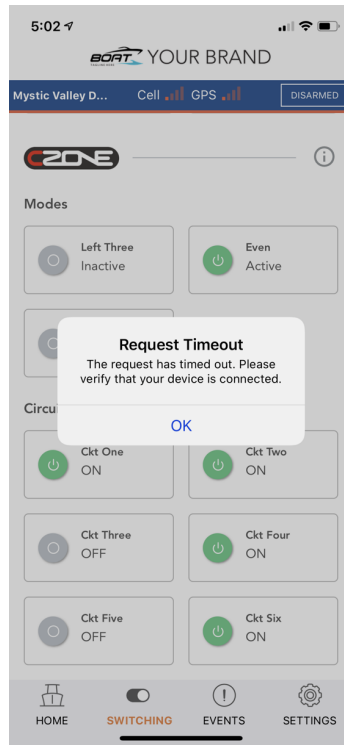 5:02
BOAT YOUR BRAND
Mystic Valley D... Cell GPS DISARMED
CZONE
Modes
Left Three
Inactive
Even
Active
Request Timeout
The request has timed out. Please
verify that your device is connected.
OK
Circu
Ckt One
ON
Ckt Two
ON
Ckt Three
OFF
Ckt Four
ON
Ckt Five
OFF
Ckt Six
ON
HOME SWITCHING EVENTS SETTINGS